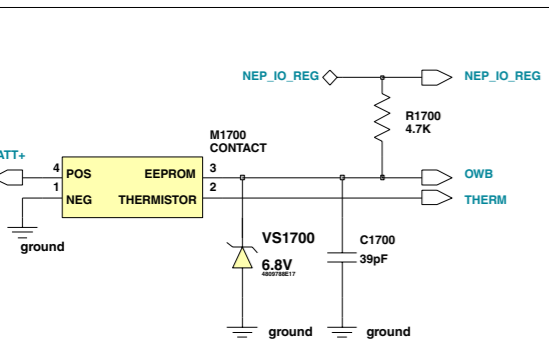 NEP_IO_REG
NEP_IO_REG
R1700
4.7K
M1700
CONTACT
ATT+
4
POS
EEPROM
3
OWB
1
NEG
THERMISTOR
2
THERM
ground
VS1700
6.8V
4809788E17
C1700
39pF
ground
ground